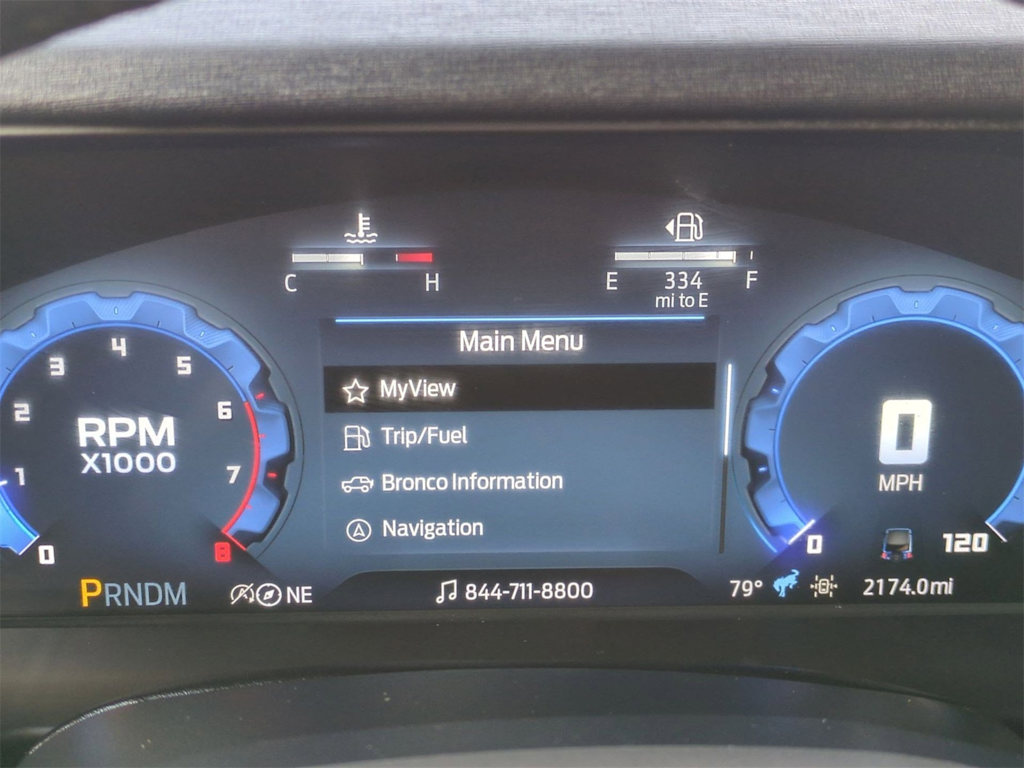 C H
E 334 F
mi to E
Main Menu
MyView
Trip/Fuel
Bronco Information
Navigation
0 1 2 3 4 5 6 7 8
RPM
X1000
0
MPH
0 120
PRNDM
NE
844-711-8800
79°
2174.0mi